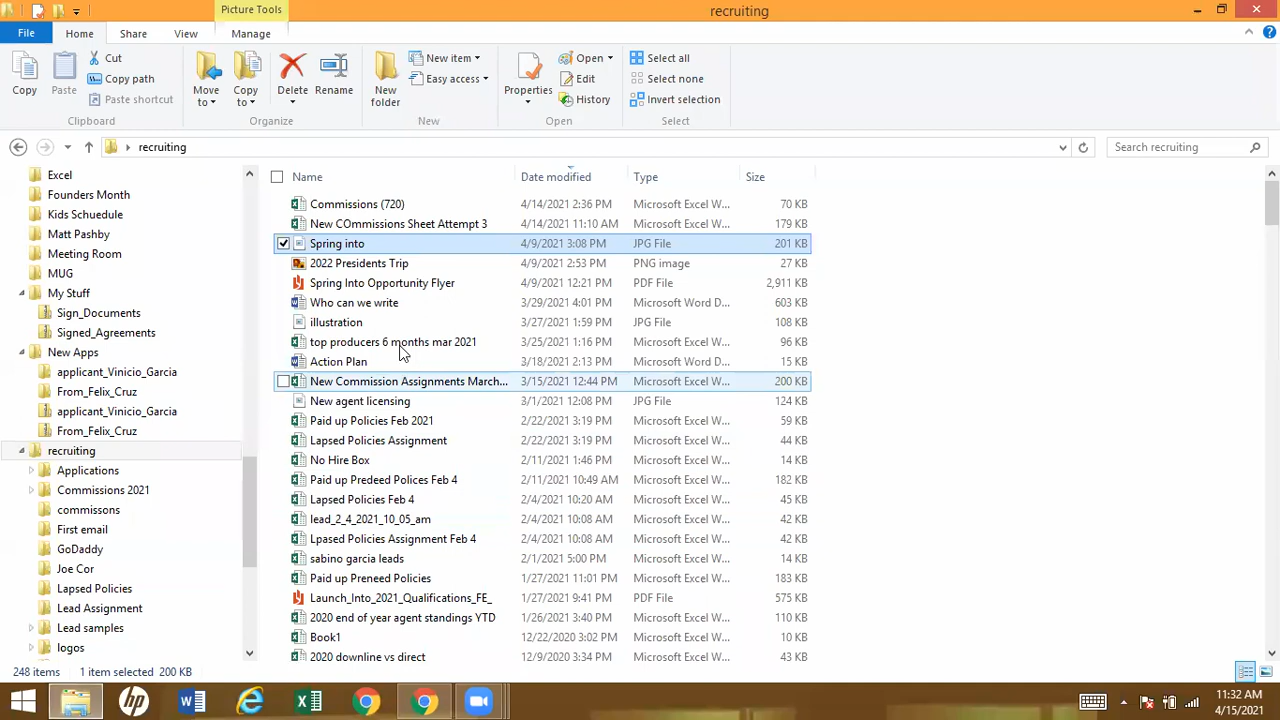 Picture Tools
recruiting
File Home Share View Manage
Copy
Paste
Cut
Copy path
Paste shortcut
Clipboard
Move to
Copy to
Delete
Rename
Organize
New folder
New item
Easy access
New
Properties
Open
Edit
History
Open
Select all
Select none
Invert selection
Select
recruiting
Search recruiting
Name Date modified Type Size
Excel
Founders Month
Kids Schuedule
Matt Pashby
Meeting Room
MUG
My Stuff
Sign_Documents
Signed_Agreements
New Apps
applicant_Vinicio_Garcia
From_Felix_Cruz
applicant_Vinicio_Garcia
From_Felix_Cruz
recruiting
Applications
Commissions 2021
commissons
First email
GoDaddy
Joe Cor
Lapsed Policies
Lead Assignment
Lead samples
logos
Commissions (720) 4/14/2021 2:36 PM Microsoft Excel W... 70 KB
New COmmissions Sheet Attempt 3 4/14/2021 11:10 AM Microsoft Excel W... 179 KB
Spring into 4/9/2021 3:08 PM JPG File 201 KB
2022 Presidents Trip 4/9/2021 2:53 PM PNG image 27 KB
Spring Into Opportunity Flyer 4/9/2021 12:21 PM PDF File 2,911 KB
Who can we write 3/29/2021 4:01 PM Microsoft Word D... 603 KB
illustration 3/27/2021 1:59 PM JPG File 108 KB
top producers 6 months mar 2021 3/25/2021 1:16 PM Microsoft Excel W... 96 KB
Action Plan 3/18/2021 2:13 PM Microsoft Word D... 15 KB
New Commission Assignments March... 3/15/2021 12:44 PM Microsoft Excel W... 200 KB
New agent licensing 3/1/2021 12:08 PM JPG File 124 KB
Paid up Policies Feb 2021 2/22/2021 3:19 PM Microsoft Excel W... 59 KB
Lapsed Policies Assignment 2/22/2021 3:19 PM Microsoft Excel W... 44 KB
No Hire Box 2/11/2021 1:46 PM Microsoft Excel W... 14 KB
Paid up Predeed Polices Feb 4 2/11/2021 10:49 AM Microsoft Excel W... 182 KB
Lapsed Policies Feb 4 2/4/2021 10:20 AM Microsoft Excel W... 45 KB
lead_2_4_2021_10_05_am 2/4/2021 10:08 AM Microsoft Excel W... 42 KB
Lpased Policies Assignment Feb 4 2/4/2021 10:08 AM Microsoft Excel W... 42 KB
sabino garcia leads 2/1/2021 5:00 PM Microsoft Excel W... 14 KB
Paid up Preneed Policies 1/27/2021 11:01 PM Microsoft Excel W... 183 KB
Launch_Into_2021_Qualifications_FE_ 1/27/2021 9:41 PM PDF File 575 KB
2020 end of year agent standings YTD 1/26/2021 3:40 PM Microsoft Excel W... 110 KB
Book1 12/22/2020 3:02 PM Microsoft Excel W... 10 KB
2020 downline vs direct 12/9/2020 3:34 PM Microsoft Excel W... 43 KB
248 items 1 item selected 200 KB
11:32 AM
4/15/2021